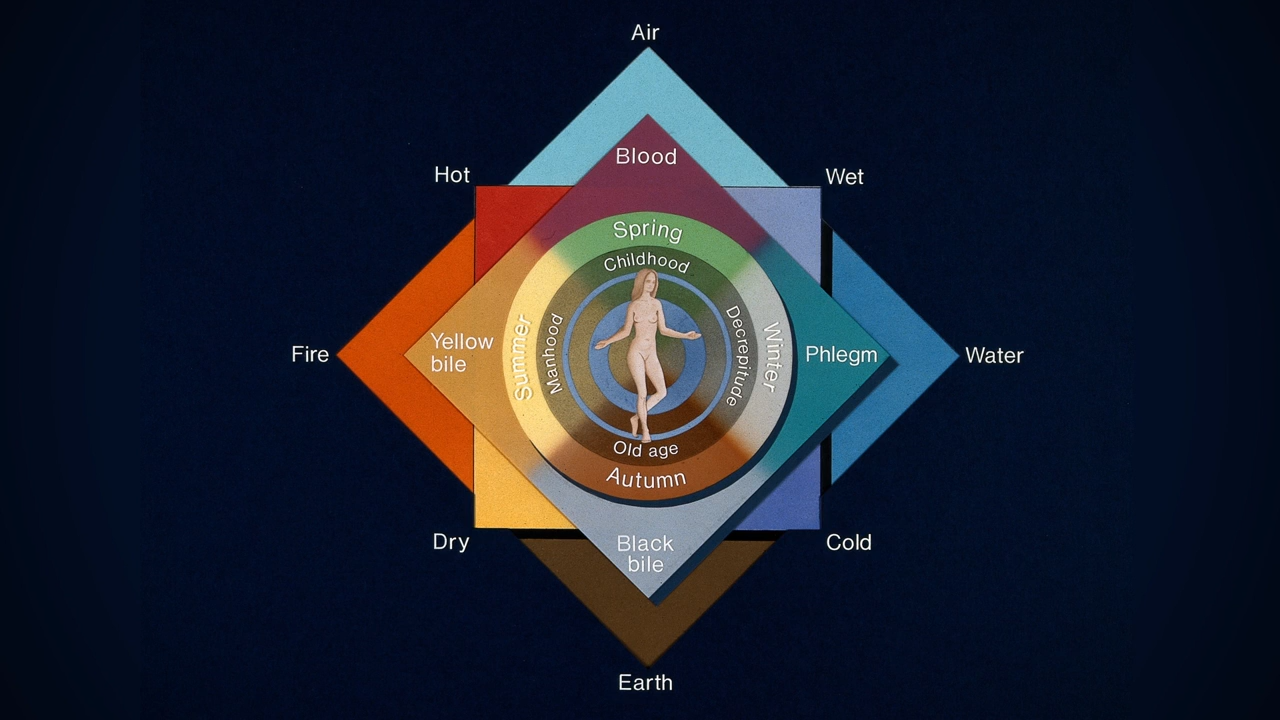 Air
Blood
Hot
Wet
Spring
Childhood
Fire
Yellow
bile
Summer
Manhood
Decrepitude
Winter
Phlegm
Water
Old age
Autumn
Dry
Black
bile
Cold
Earth